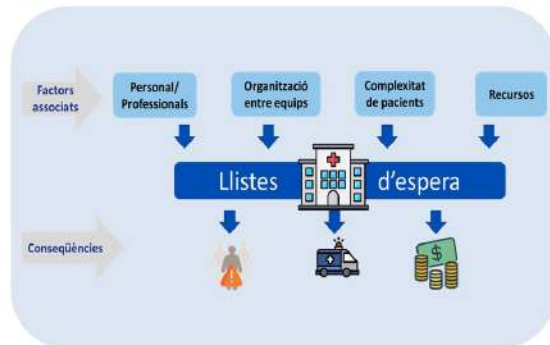 Factors
associats
Personal/
Professionals
Organització
entre equips
Complexitat
de pacients
Recursos
Llistes d'espera
Conseqüències